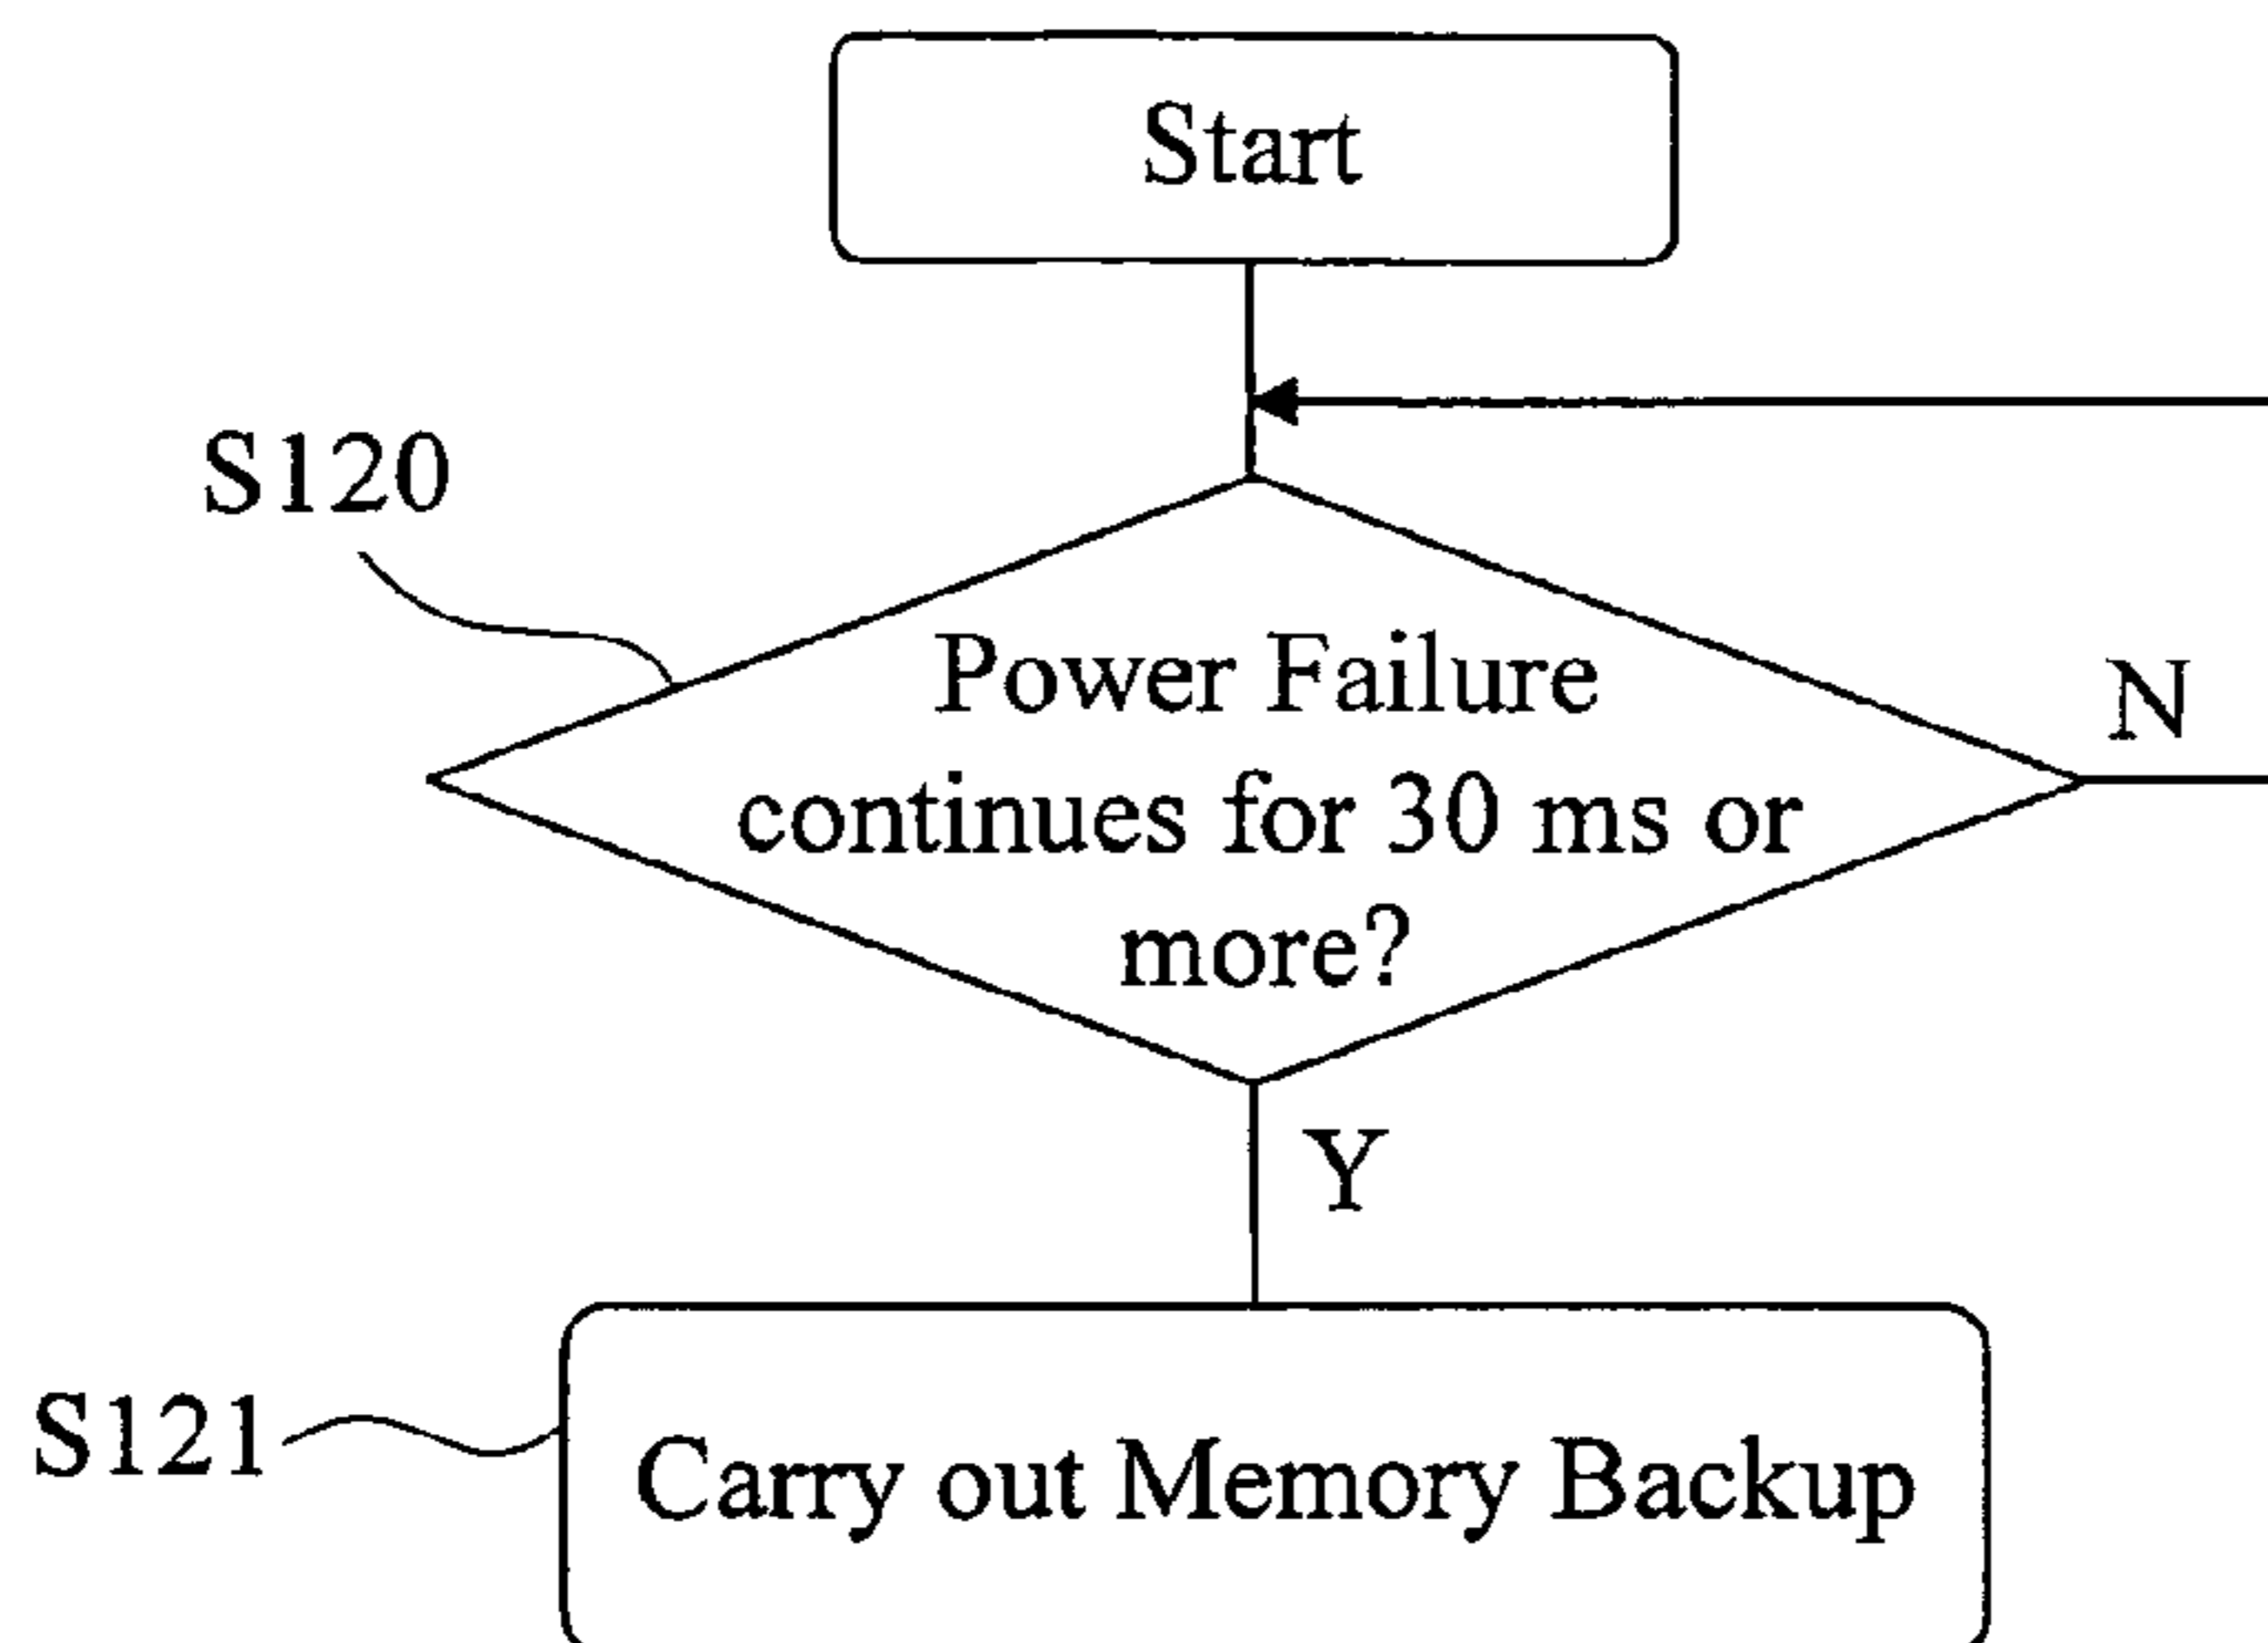 Start
S120
Power Failure
continues for 30 ms or
more?
N
Y
S121
Carry out Memory Backup